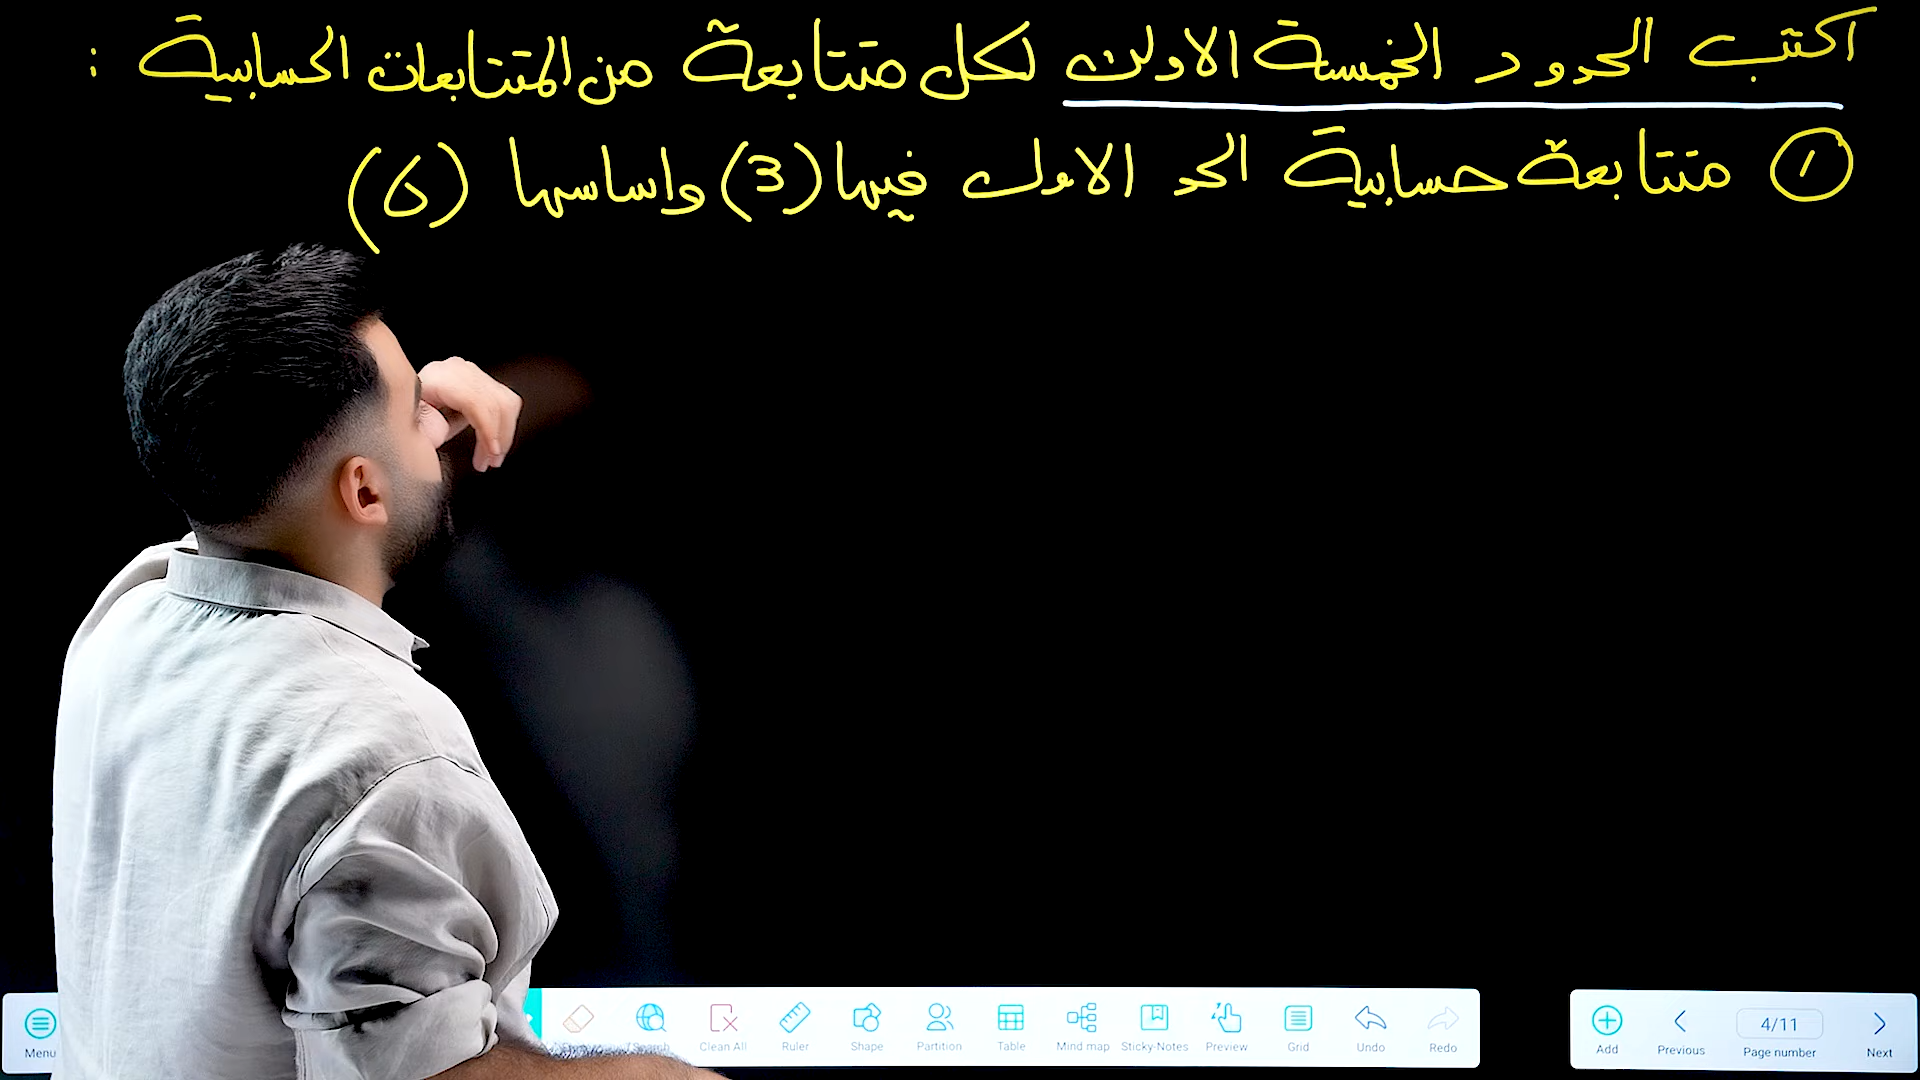 اكتب الحدود الخمسة الاولى لكل متتابعة من المتتابعات الحسابية :
① متتابعة حسابية الحد الاول فيها (3) واساسها (6)
Menu
Search
Clean All
Ruler
Shape
Partition
Table
Mind map
Sticky-Notes
Preview
Grid
Undo
Redo
Add
Previous
4/11
Page number
Next